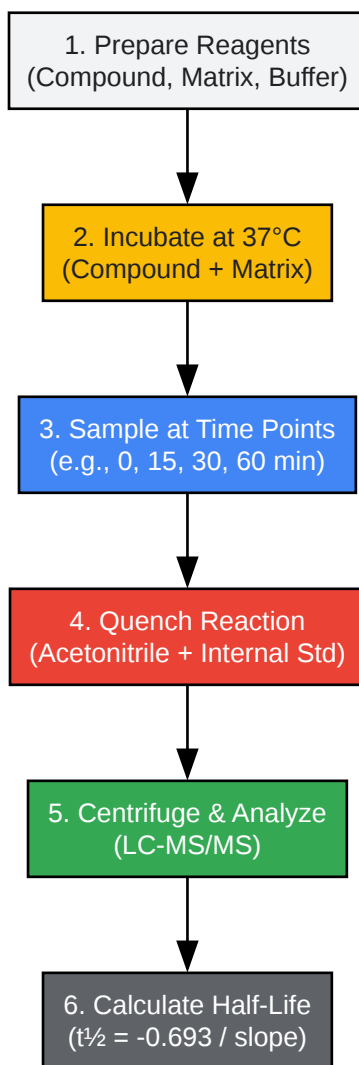 1. Prepare Reagents
(Compound, Matrix, Buffer)
2. Incubate at 37°C
(Compound + Matrix)
3. Sample at Time Points
(e.g., 0, 15, 30, 60 min)
4. Quench Reaction
(Acetonitrile + Internal Std)
5. Centrifuge & Analyze
(LC-MS/MS)
6. Calculate Half-Life
(t½ = -0.693 / slope)